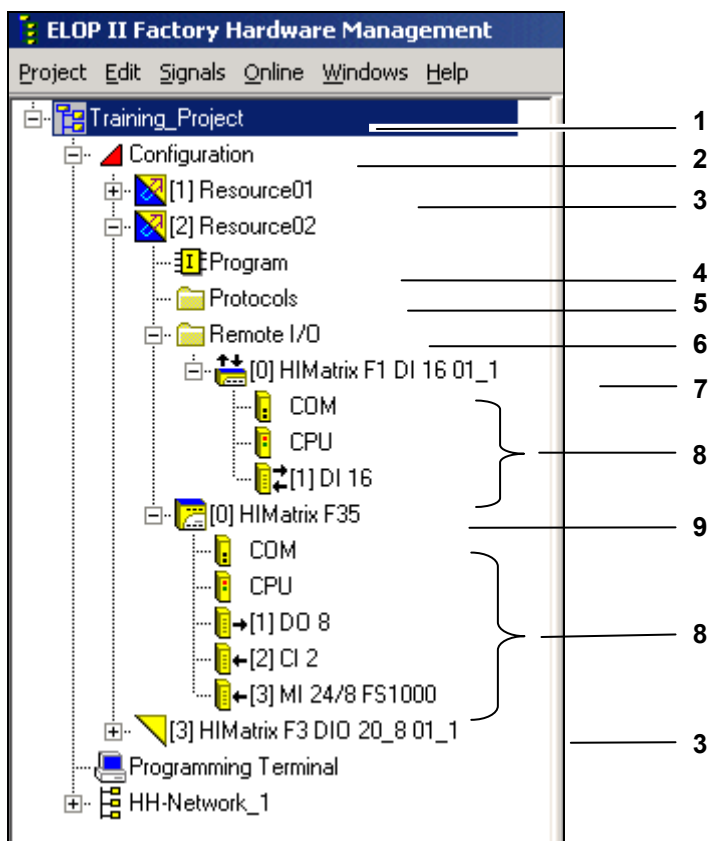 ELOP II Factory Hardware Management
Project Edit Signals Online Windows Help
Training_Project 1
Configuration 2
[1] Resource01 3
[2] Resource02
Program 4
Protocols 5
Remote I/O 6
[0] HIMatrix F1 DI 16 01_1 7
COM
CPU 8
[1] DI 16
[0] HIMatrix F35 9
COM
CPU
[1] DO 8 8
[2] CI 2
[3] MI 24/8 FS1000
[3] HIMatrix F3 DIO 20_8 01_1 3
Programming Terminal
HH-Network_1